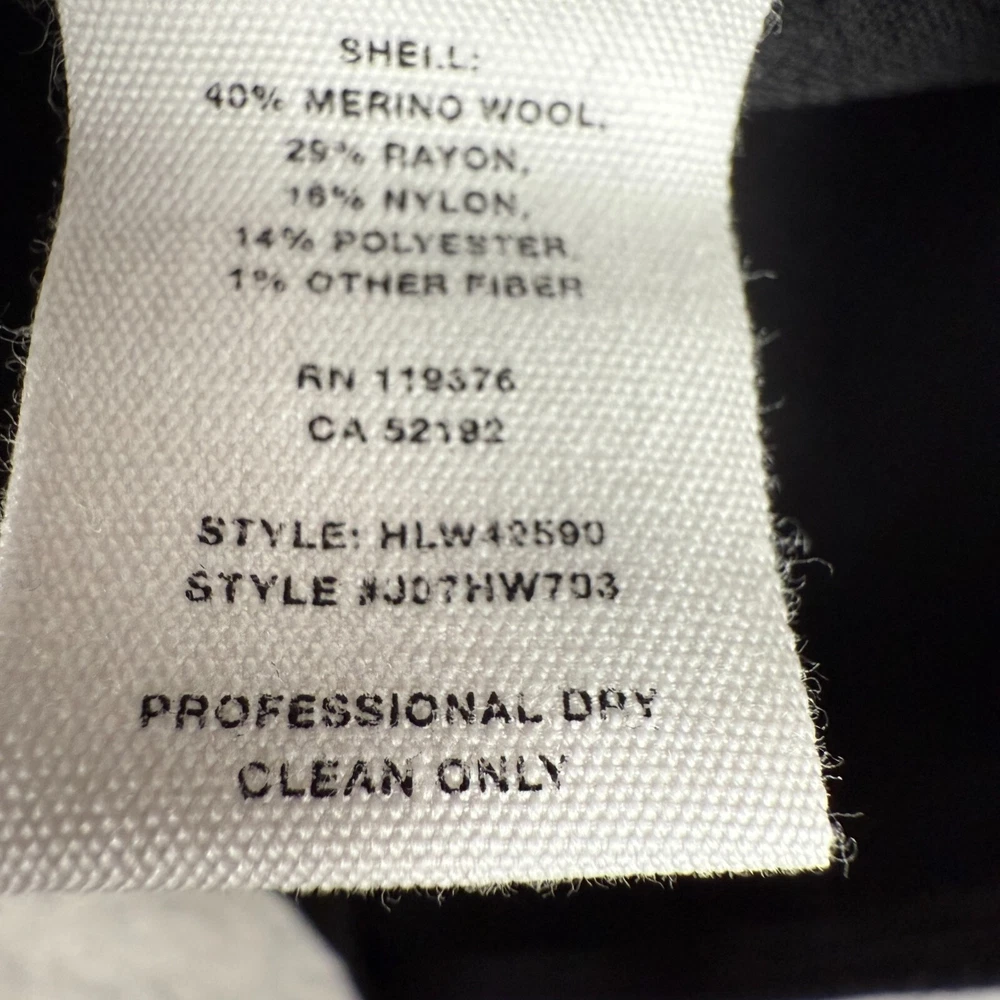 SHELL:
40% MERINO WOOL,
29% RAYON,
16% NYLON,
14% POLYESTER,
1% OTHER FIBER
RN 119376
CA 52192
STYLE: HLW42590
STYLE #J07HW703
PROFESSIONAL DRY
CLEAN ONLY